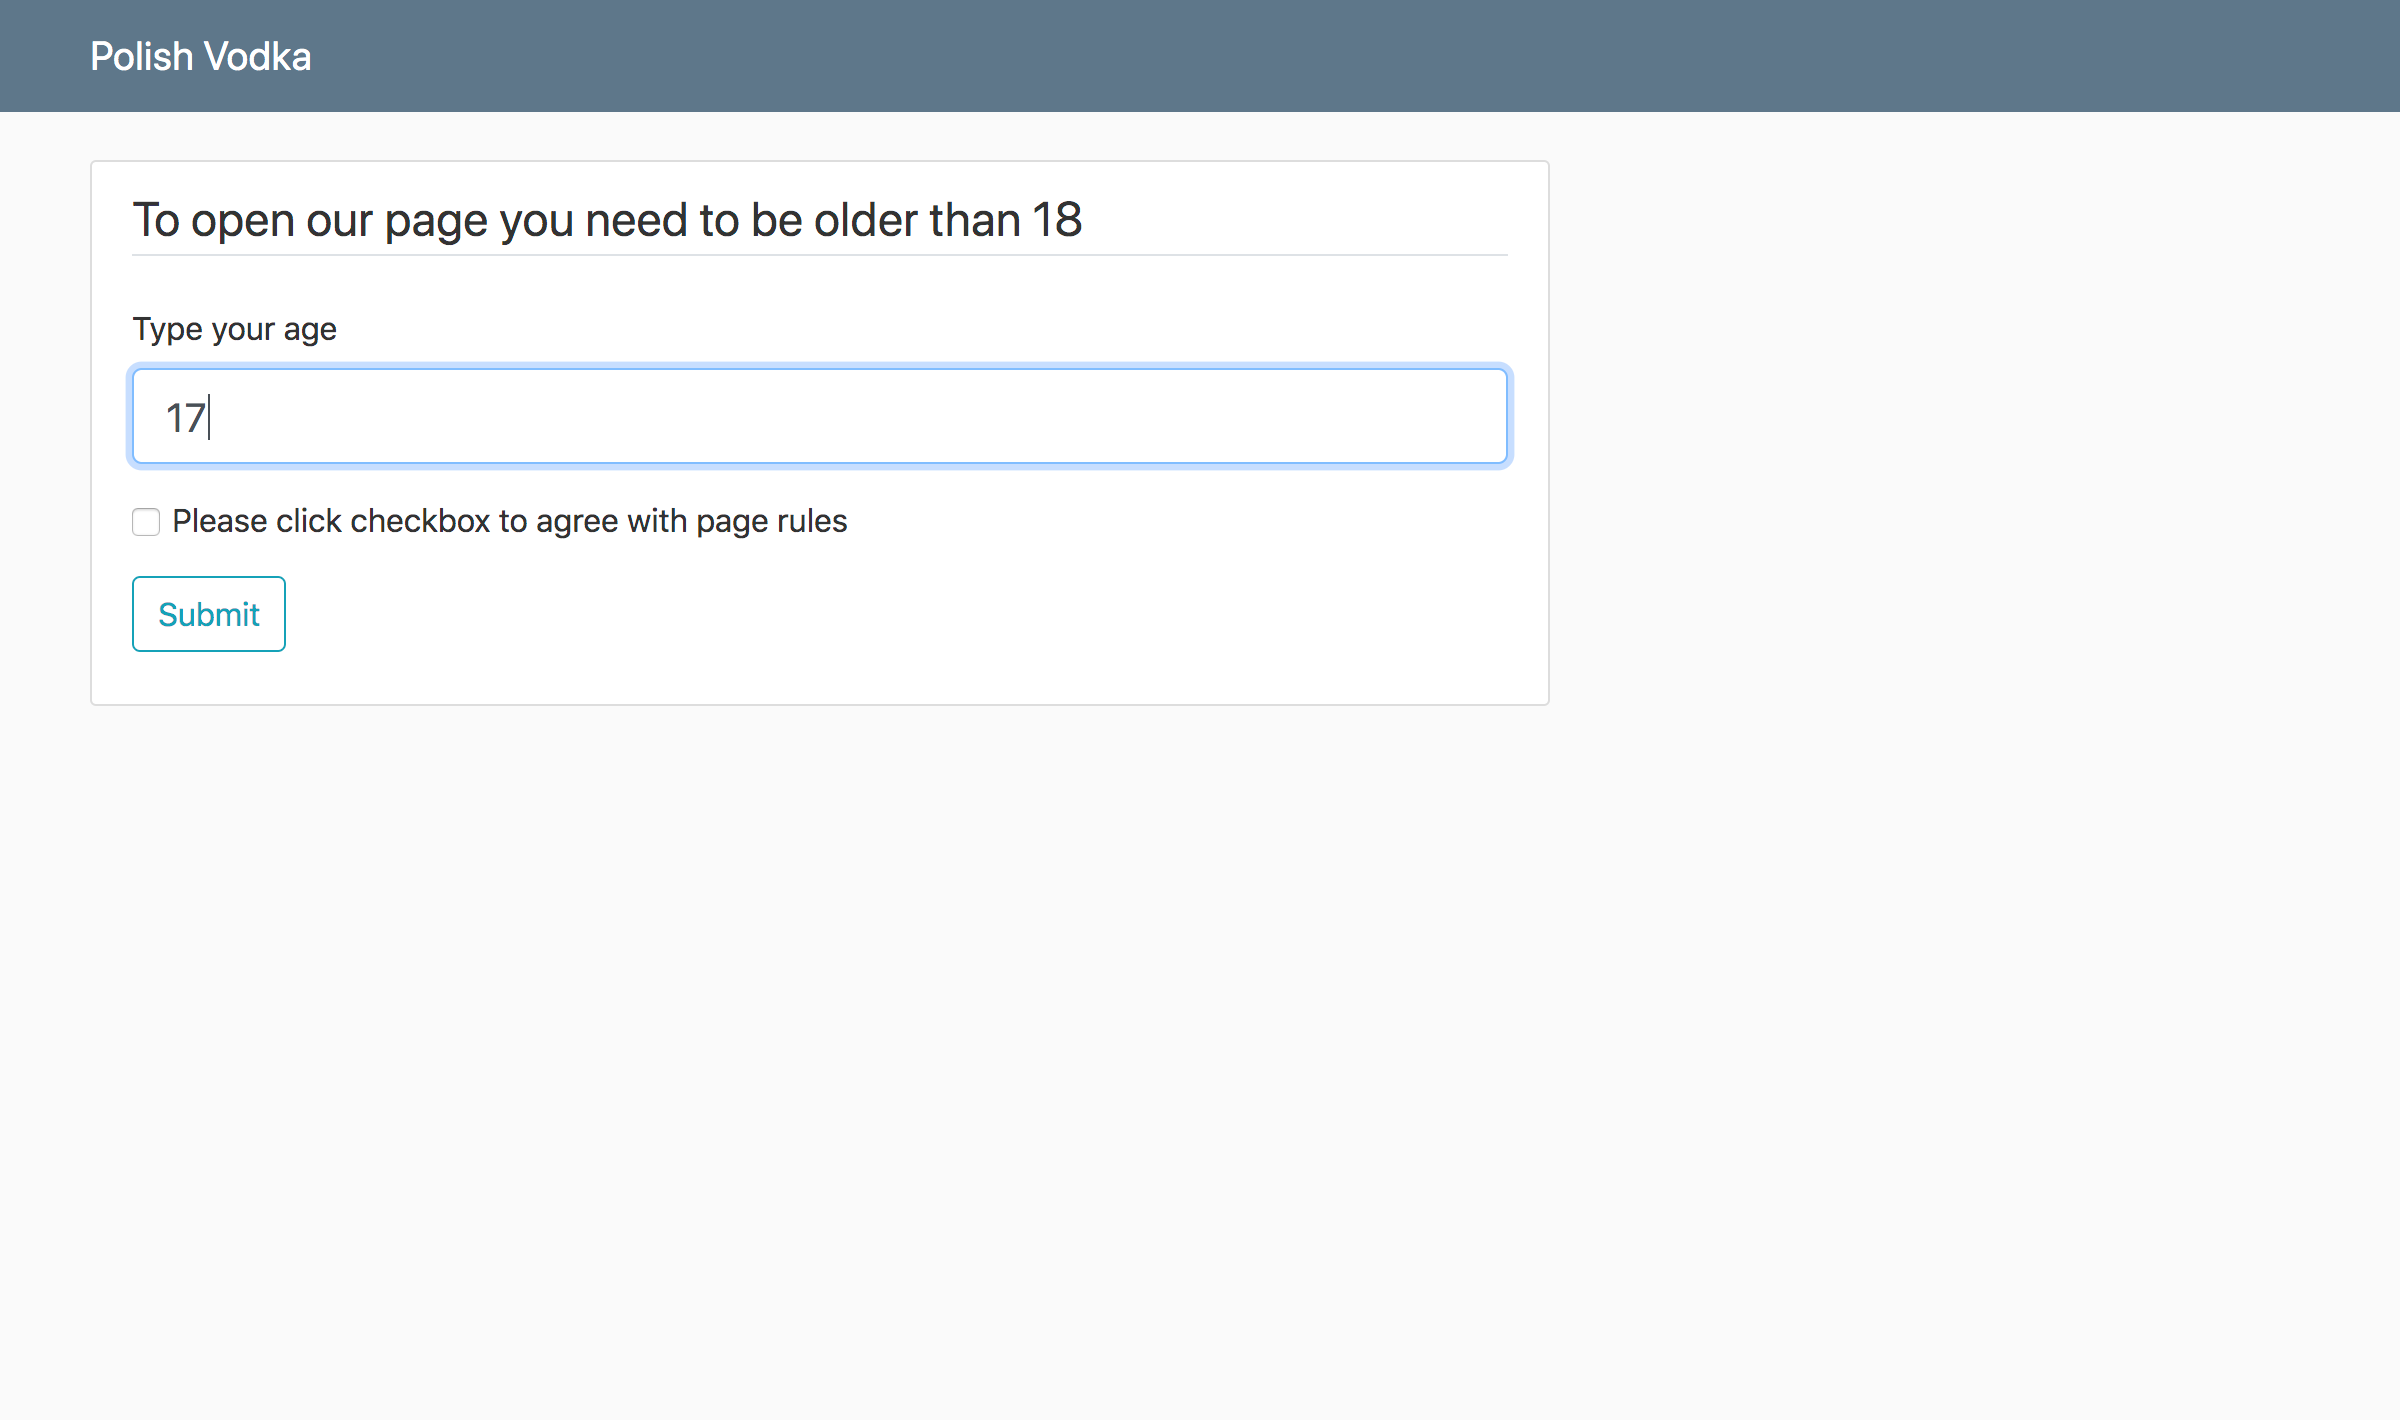 Polish Vodka
To open our page you need to be older than 18
Type your age
17
Please click checkbox to agree with page rules
Submit